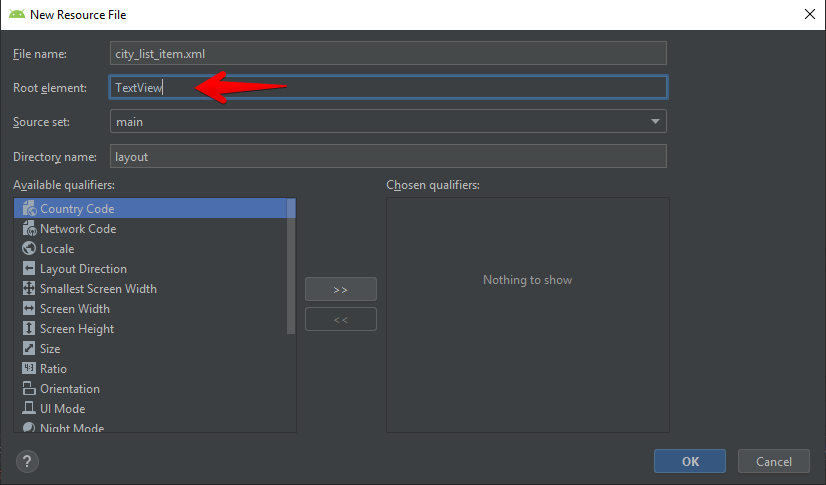 New Resource File
File name: city_list_item.xml
Root element: TextView
Source set: main
Directory name: layout
Available qualifiers:
Chosen qualifiers:
Country Code
Network Code
Locale
Layout Direction
Smallest Screen Width
Screen Width
Screen Height
Size
Ratio
Orientation
UI Mode
Night Mode
>>
<<
Nothing to show
?
OK
Cancel